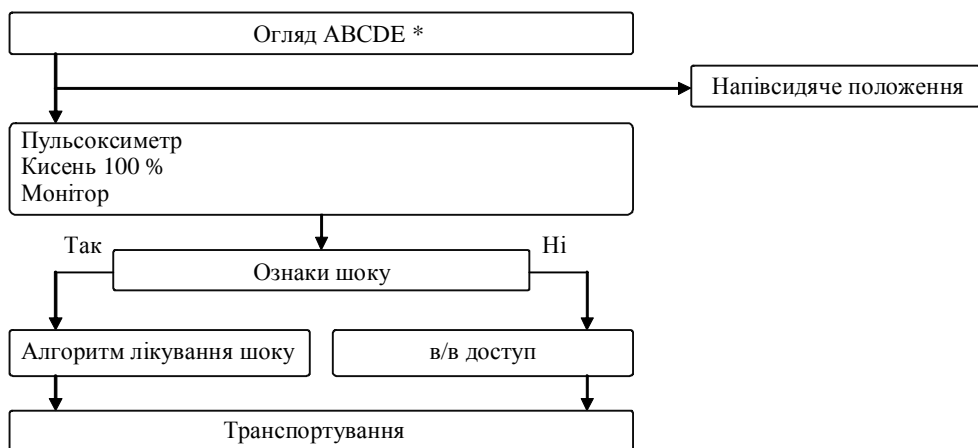 Огляд ABCDE *
Напівсидяче положення
Пульсоксиметр
Кисень 100 %
Монітор
Так
Ні
Ознаки шоку
Алгоритм лікування шоку
в/в доступ
Транспортування